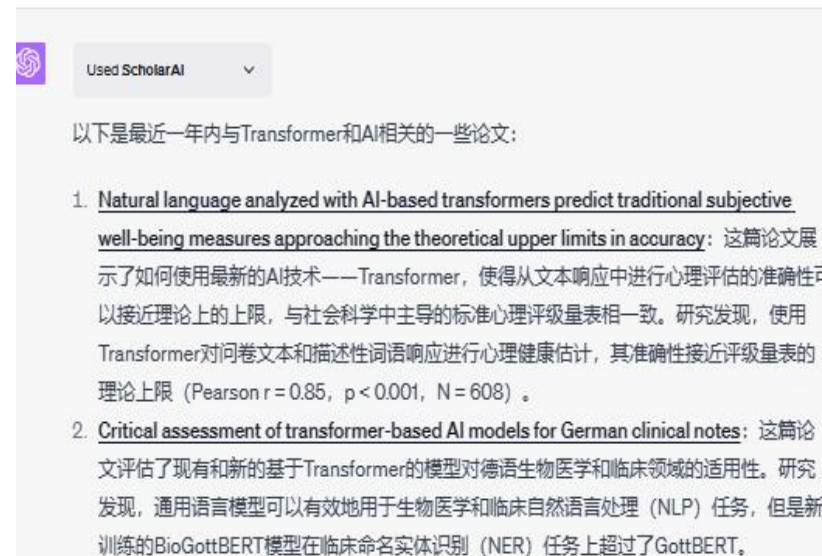 Used ScholarAI
以下是最近一年内与Transformer和AI相关的一些论文：
1. Natural language analyzed with AI-based transformers predict traditional subjective
well-being measures approaching the theoretical upper limits in accuracy：这篇论文展
示了如何使用最新的AI技术——Transformer，使得从文本响应中进行心理评估的准确性可
以接近理论上的上限，与社会科学中主导的标准心理评级量表相一致。研究发现，使用
Transformer对问卷文本和描述性词语响应进行心理健康估计，其准确性接近评级量表的
理论上限（Pearson r = 0.85，p < 0.001，N = 608）。
2. Critical assessment of transformer-based AI models for German clinical notes：这篇论
文评估了现有和新的基于Transformer的模型对德语生物医学和临床领域的适用性。研究
发现，通用语言模型可以有效地用于生物医学和临床自然语言处理（NLP）任务，但是新
训练的BioGottBERT模型在临床命名实体识别（NER）任务上超过了GottBERT。